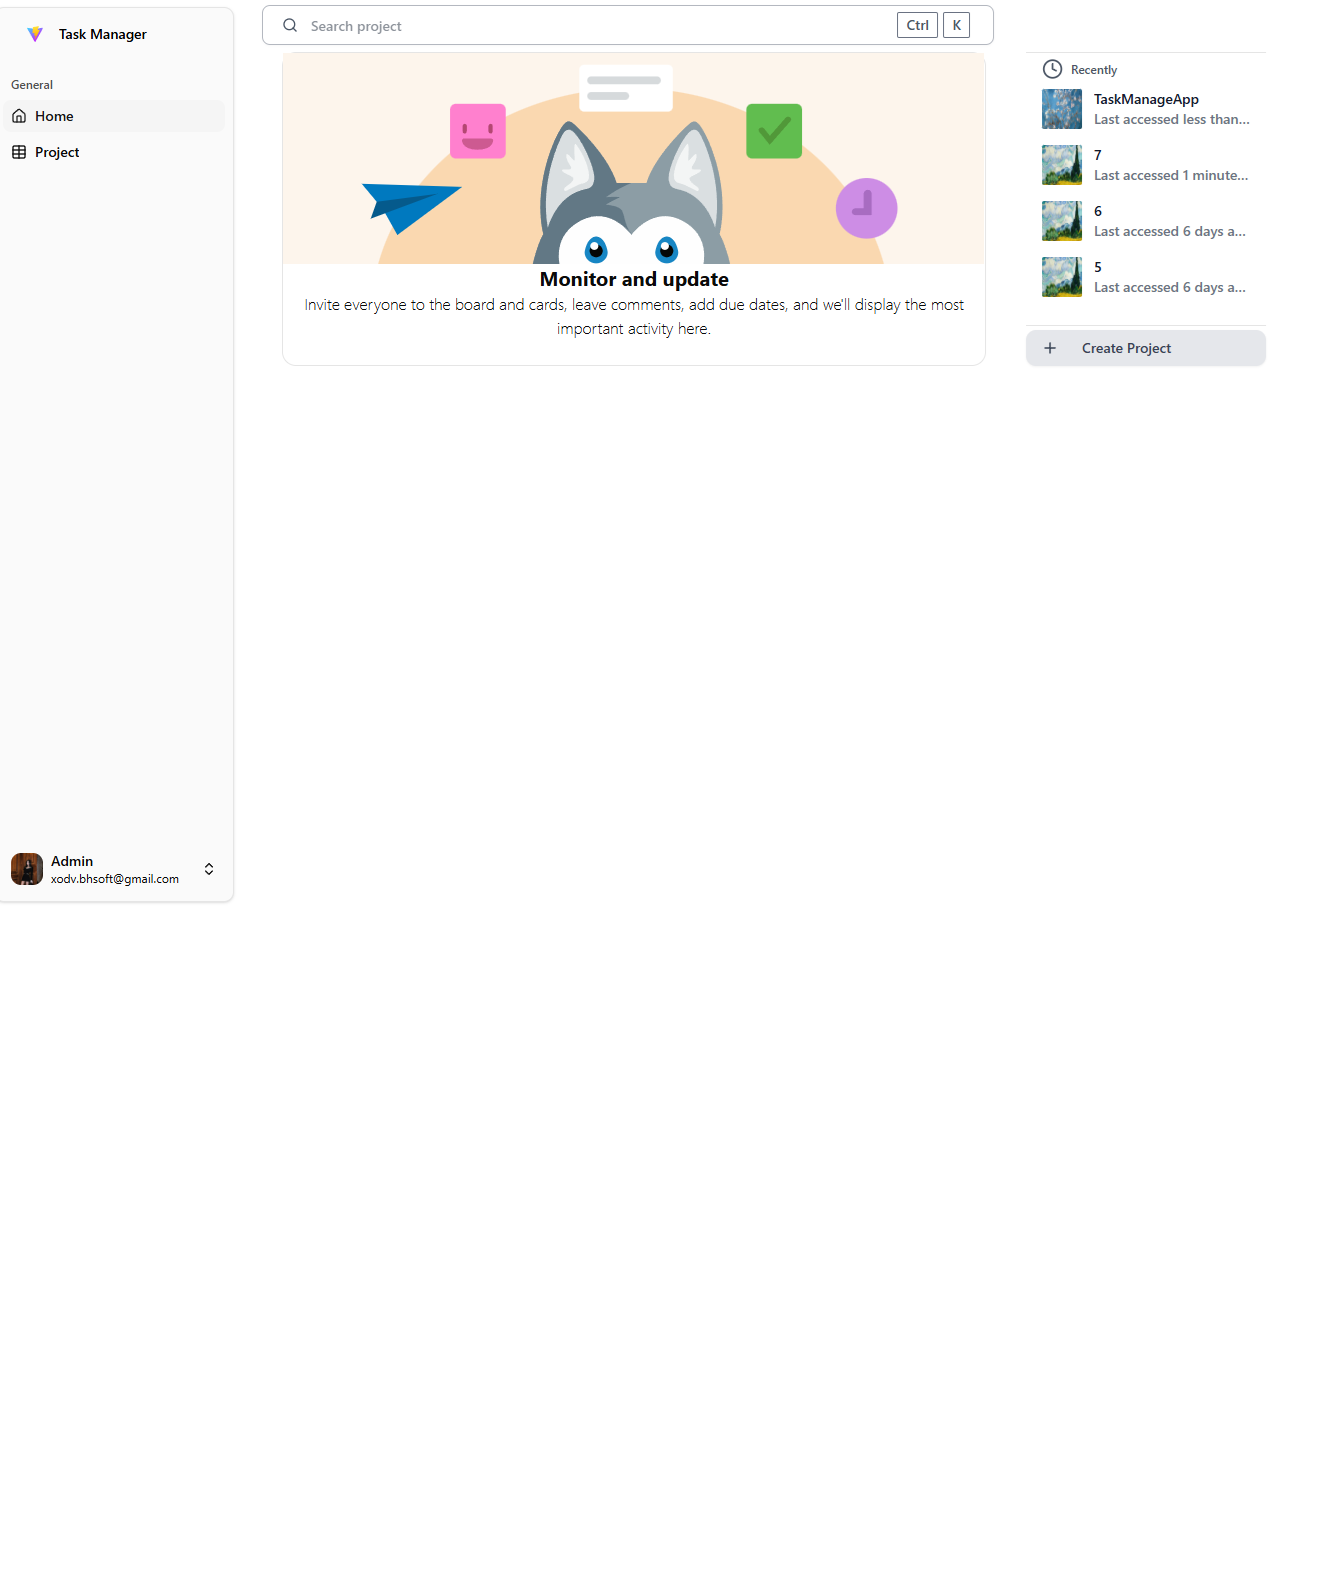 Task Manager
General
Home
Project
Admin
xodv.bhsoft@gmail.com
Search project
Ctrl
K
Monitor and update
Invite everyone to the board and cards, leave comments, add due dates, and we'll display the most
important activity here.
Recently
TaskManageApp
Last accessed less than...
7
Last accessed 1 minute...
6
Last accessed 6 days a...
5
Last accessed 6 days a...
Create Project